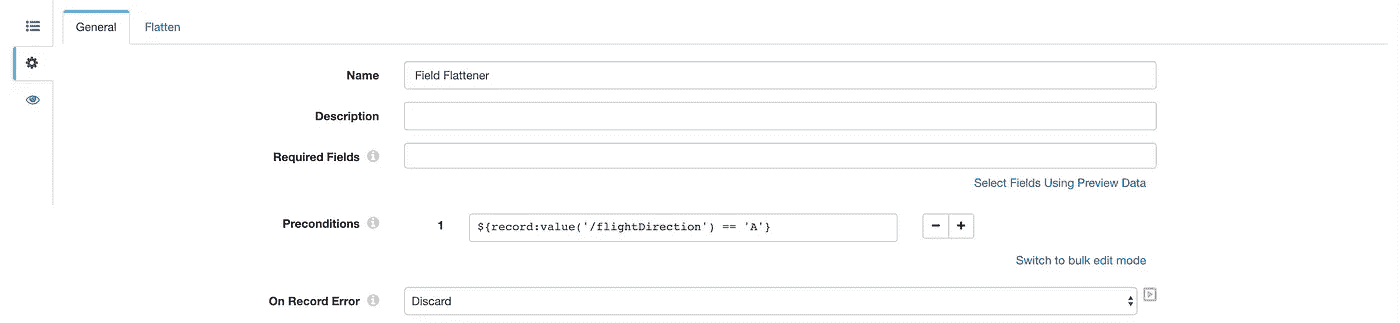 General Flatten
Name Field Flattener
Description
Required Fields
Select Fields Using Preview Data
Preconditions 1 ${record:value('/flightDirection') == 'A'} - +
Switch to bulk edit mode
On Record Error Discard